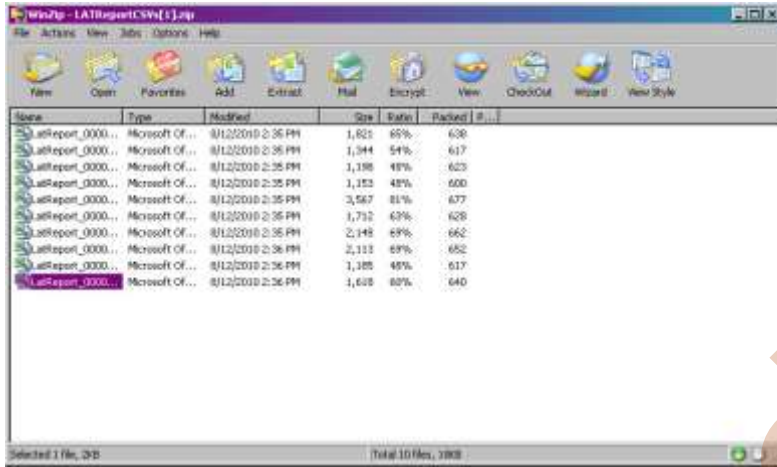 WinZip - LATReportCSVs[1].zip
File Actions View Jobs Options Help
New Open Favorites Add Extract Mail Encrypt View CheckOut Wizard View Style
Name Type Modified Size Ratio Packed P...
LatReport_0000... Microsoft Of... 8/12/2010 2:35 PM 1,821 65% 638
LatReport_0000... Microsoft Of... 8/12/2010 2:35 PM 1,344 54% 617
LatReport_0000... Microsoft Of... 8/12/2010 2:35 PM 1,198 48% 623
LatReport_0000... Microsoft Of... 8/12/2010 2:35 PM 1,153 48% 600
LatReport_0000... Microsoft Of... 8/12/2010 2:35 PM 3,567 81% 677
LatReport_0000... Microsoft Of... 8/12/2010 2:35 PM 1,712 63% 628
LatReport_0000... Microsoft Of... 8/12/2010 2:35 PM 2,148 69% 662
LatReport_0000... Microsoft Of... 8/12/2010 2:36 PM 2,113 69% 652
LatReport_0000... Microsoft Of... 8/12/2010 2:36 PM 1,185 48% 617
LatReport_0000... Microsoft Of... 8/12/2010 2:36 PM 1,618 60% 640
Selected 1 file, 2KB Total 10 files, 18KB